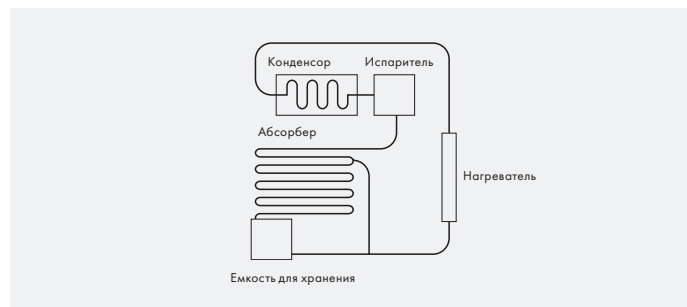 Конденсор
Испаритель
Абсорбер
Нагреватель
Емкость для хранения